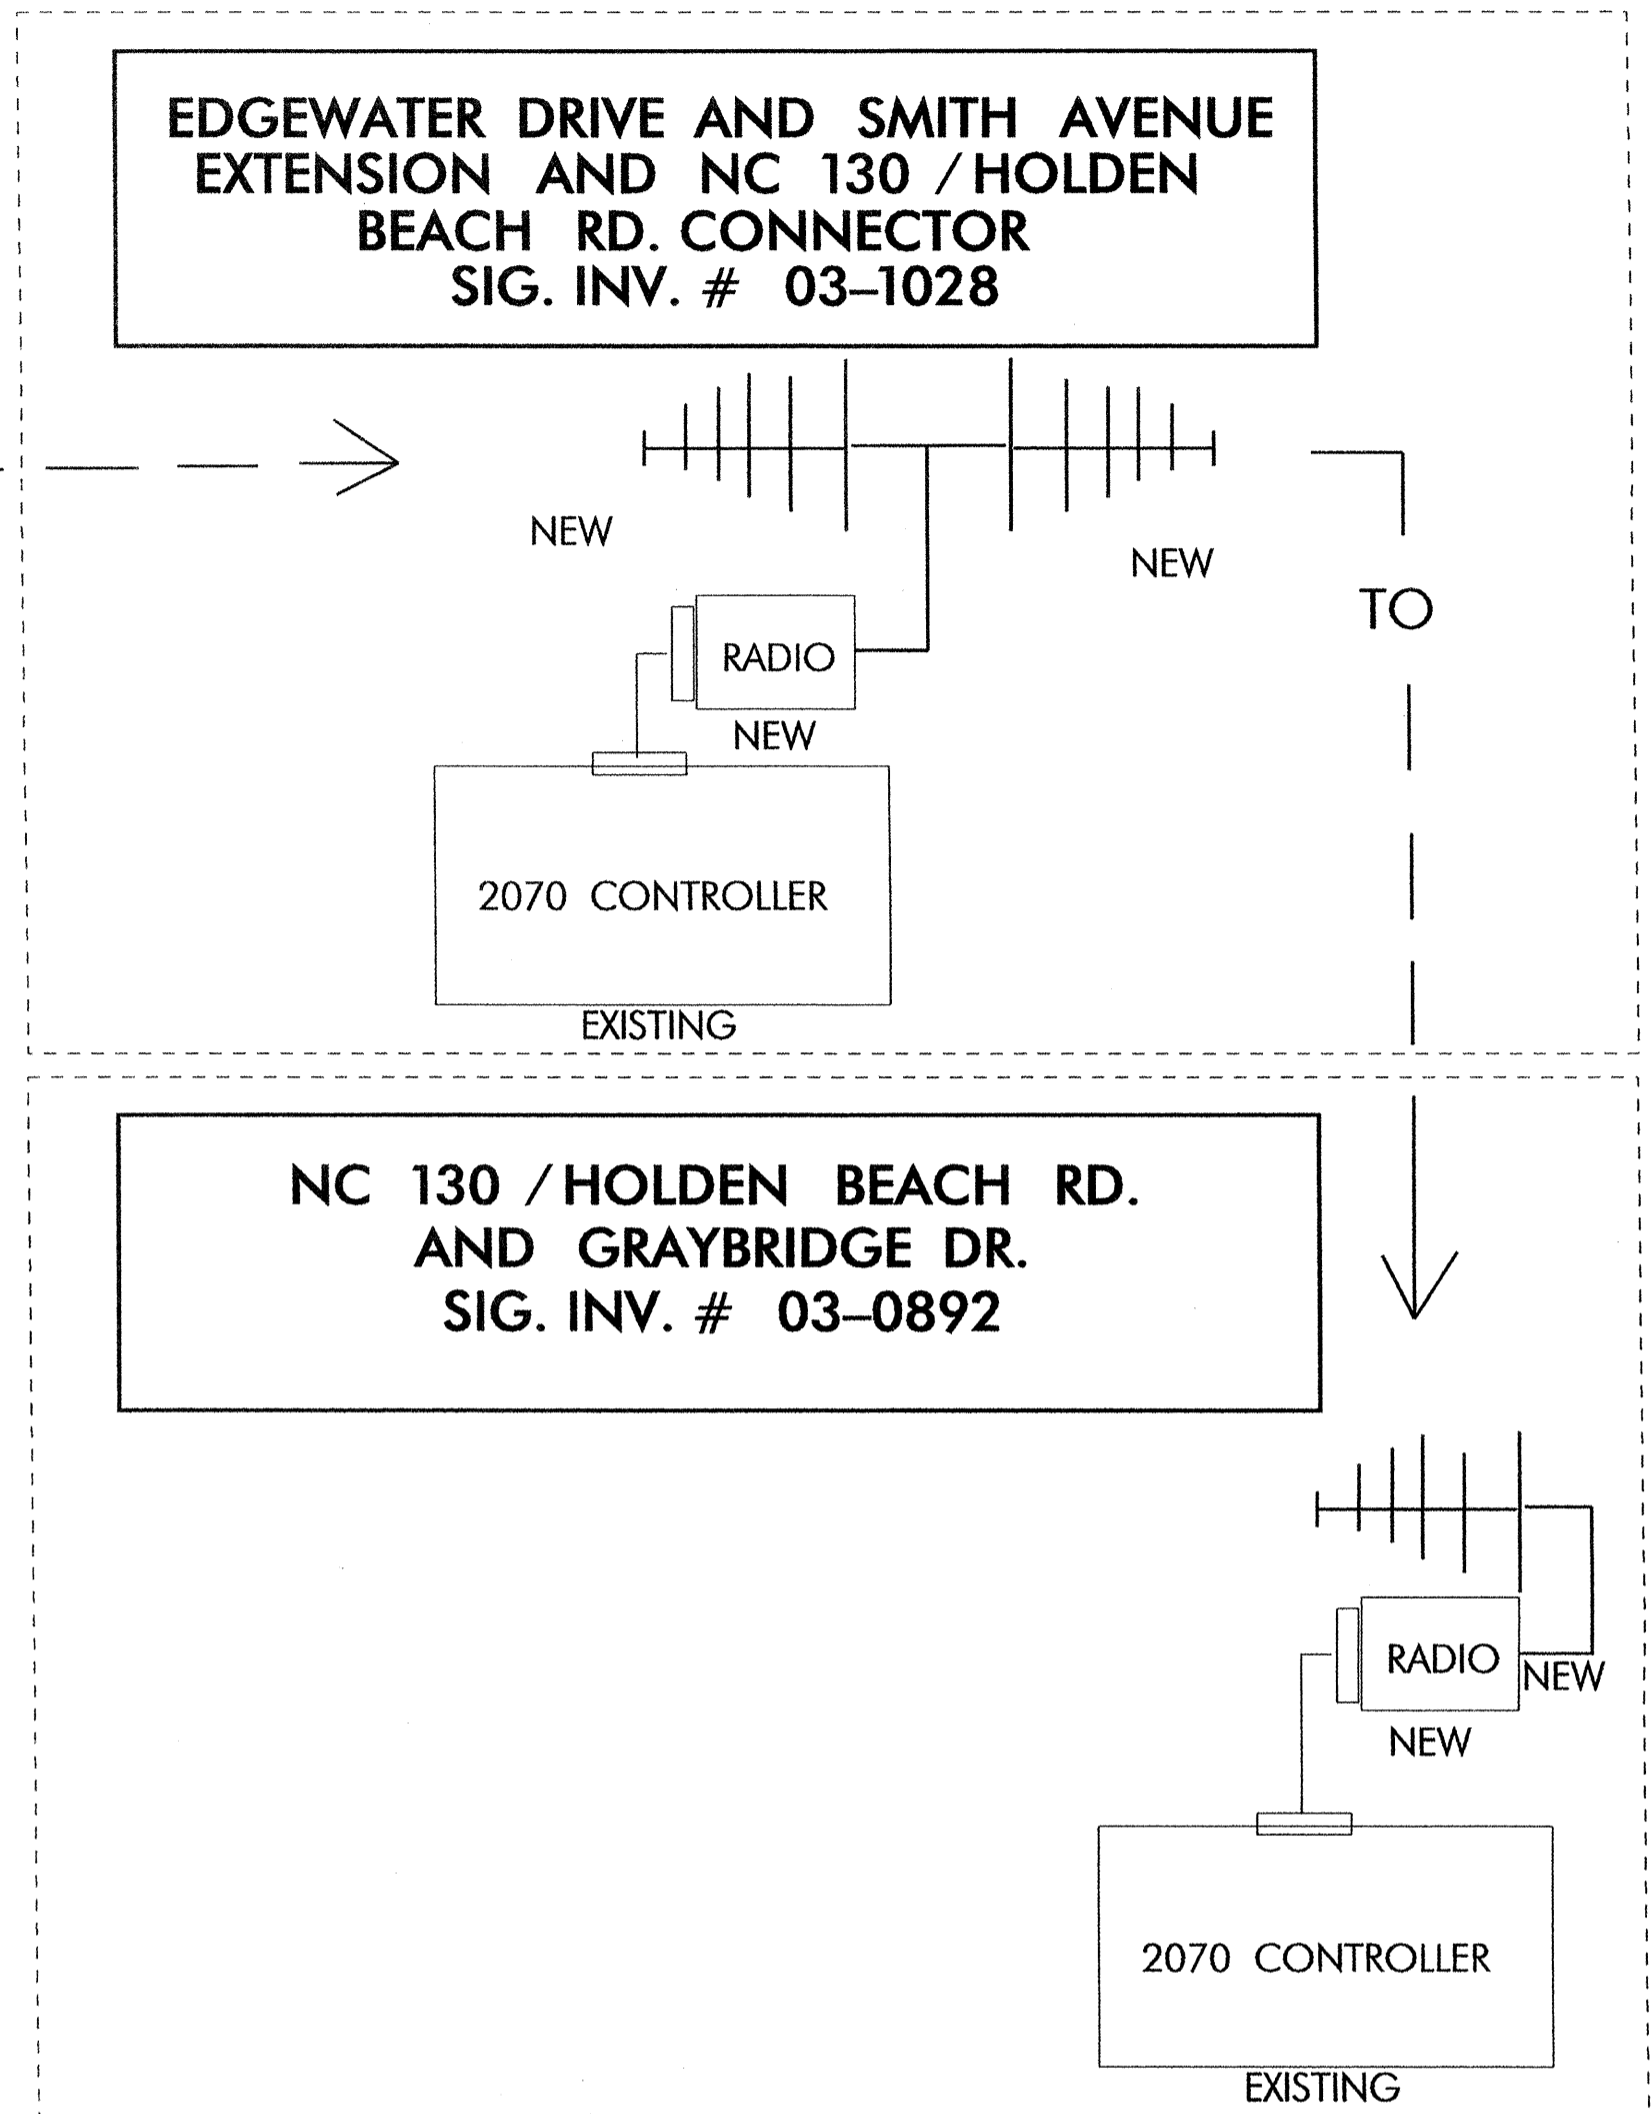 EDGEWATER DRIVE AND SMITH AVENUE
EXTENSION AND NC 130 / HOLDEN
BEACH RD. CONNECTOR
SIG. INV. # 03-1028
NEW
NEW
TO
RADIO
NEW
2070 CONTROLLER
EXISTING
NC 130 / HOLDEN BEACH RD.
AND GRAYBRIDGE DR.
SIG. INV. # 03-0892
RADIO
NEW
NEW
2070 CONTROLLER
EXISTING